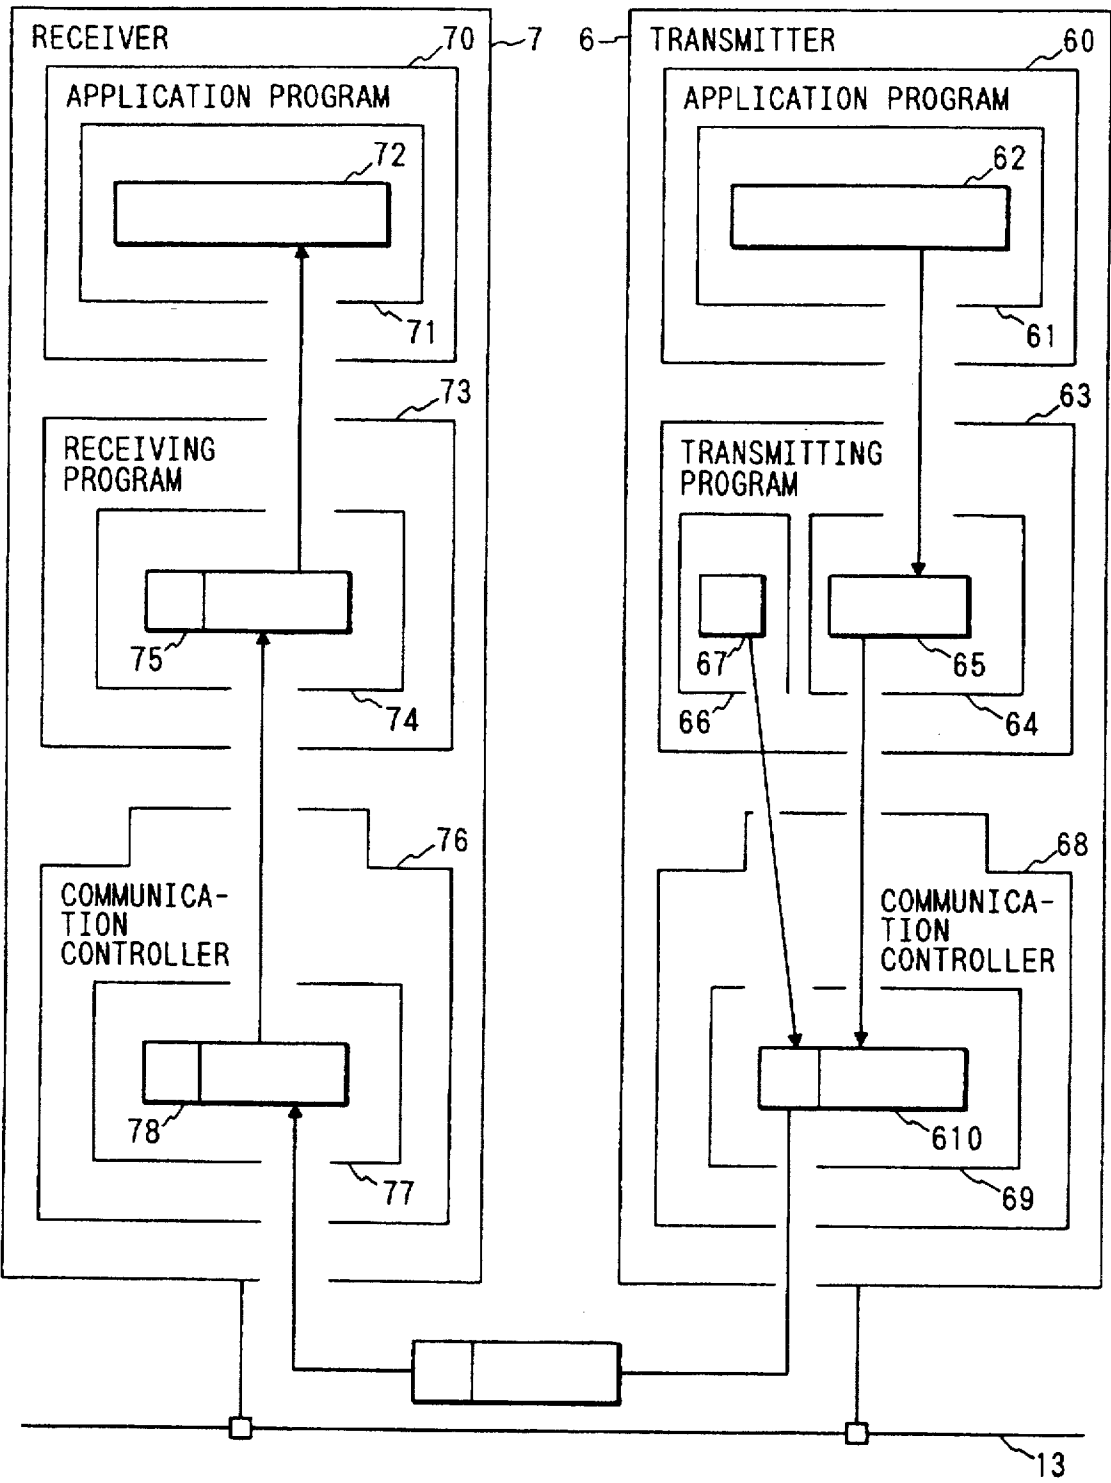 RECEIVER
7
70
APPLICATION PROGRAM
72
71
73
RECEIVING
PROGRAM
75
74
76
COMMUNICA-
TION
CONTROLLER
78
77
6
TRANSMITTER
60
APPLICATION PROGRAM
62
61
63
TRANSMITTING
PROGRAM
67
65
66
64
68
COMMUNICA-
TION
CONTROLLER
610
69
13